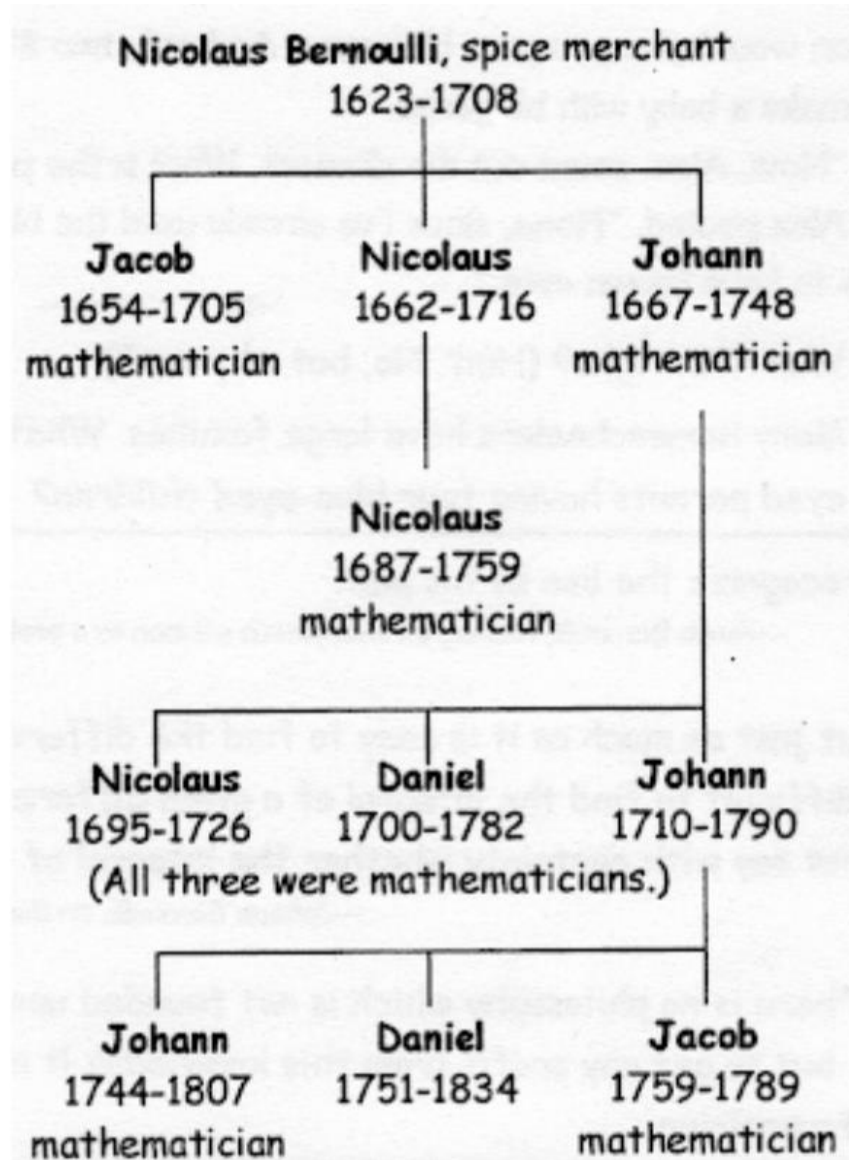 Nicolaus Bernoulli, spice merchant
1623-1708
Jacob Nicolaus Johann
1654-1705 1662-1716 1667-1748
mathematician mathematician
Nicolaus
1687-1759
mathematician
Nicolaus Daniel Johann
1695-1726 1700-1782 1710-1790
(All three were mathematicians.)
Johann Daniel Jacob
1744-1807 1751-1834 1759-1789
mathematician mathematician